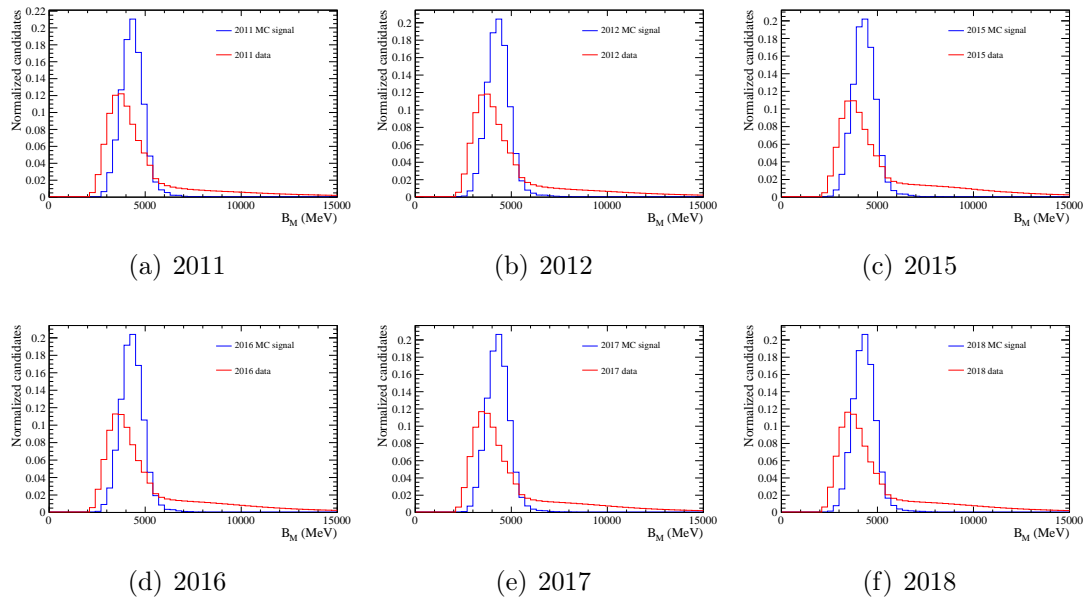 Normalized candidates
0.22
0.2
0.18
0.16
0.14
0.12
0.1
0.08
0.06
0.04
0.02
0
0 5000 10000 15000
B_M (MeV)
2011 MC signal
2011 data
(a) 2011
Normalized candidates
0.2
0.18
0.16
0.14
0.12
0.1
0.08
0.06
0.04
0.02
0
0 5000 10000 15000
B_M (MeV)
2012 MC signal
2012 data
(b) 2012
Normalized candidates
0.2
0.18
0.16
0.14
0.12
0.1
0.08
0.06
0.04
0.02
0
0 5000 10000 15000
B_M (MeV)
2015 MC signal
2015 data
(c) 2015
Normalized candidates
0.2
0.18
0.16
0.14
0.12
0.1
0.08
0.06
0.04
0.02
0
0 5000 10000 15000
B_M (MeV)
2016 MC signal
2016 data
(d) 2016
Normalized candidates
0.2
0.18
0.16
0.14
0.12
0.1
0.08
0.06
0.04
0.02
0
0 5000 10000 15000
B_M (MeV)
2017 MC signal
2017 data
(e) 2017
Normalized candidates
0.2
0.18
0.16
0.14
0.12
0.1
0.08
0.06
0.04
0.02
0
0 5000 10000 15000
B_M (MeV)
2018 MC signal
2018 data
(f) 2018